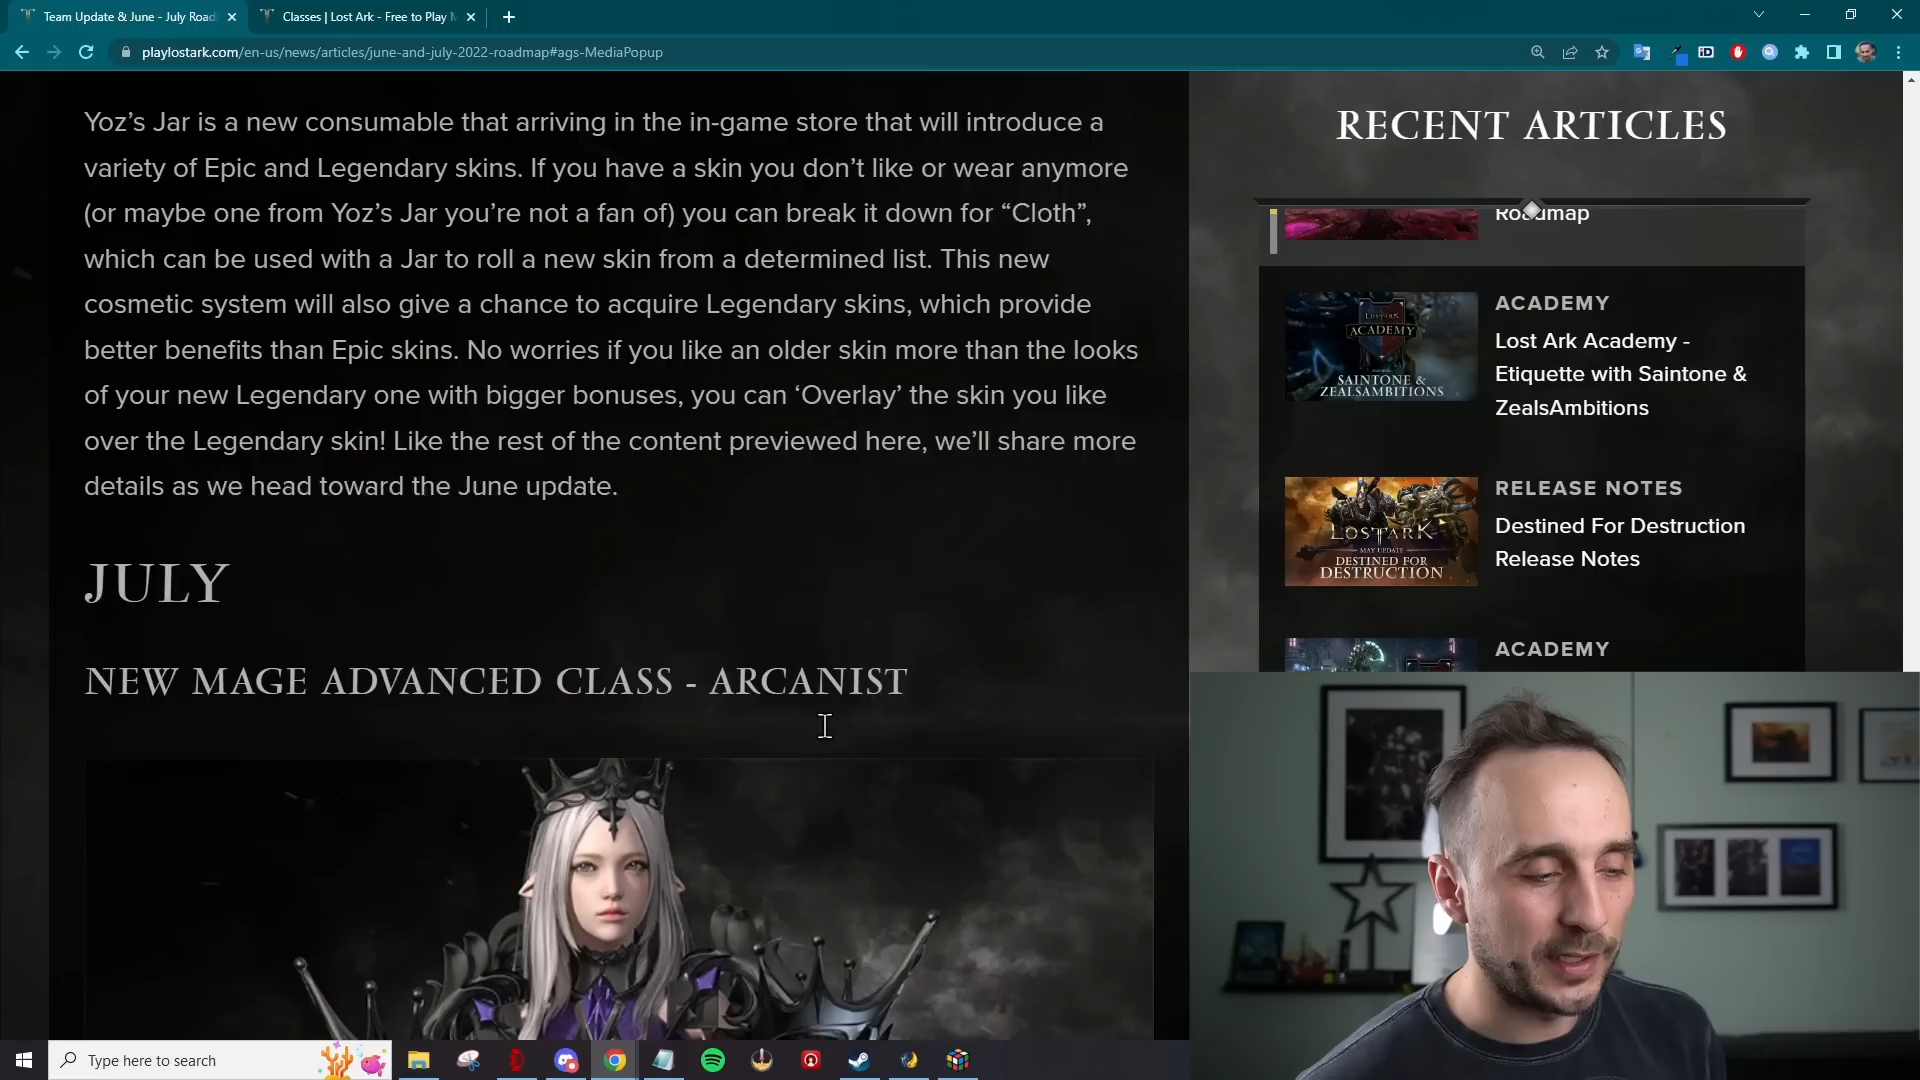 Team Update & June - July Road
Classes | Lost Ark - Free to Play M
playlostark.com/en-us/news/articles/june-and-july-2022-roadmap#ags-MediaPopup
Yoz’s Jar is a new consumable that arriving in the in-game store that will introduce a
variety of Epic and Legendary skins. If you have a skin you don’t like or wear anymore
(or maybe one from Yoz’s Jar you’re not a fan of) you can break it down for “Cloth”,
which can be used with a Jar to roll a new skin from a determined list. This new
cosmetic system will also give a chance to acquire Legendary skins, which provide
better benefits than Epic skins. No worries if you like an older skin more than the looks
of your new Legendary one with bigger bonuses, you can ‘Overlay’ the skin you like
over the Legendary skin! Like the rest of the content previewed here, we’ll share more
details as we head toward the June update.
JULY
NEW MAGE ADVANCED CLASS - ARCANIST
RECENT ARTICLES
Roadmap
LOST ARK
ACADEMY
SAINTONE &
ZEALSAMBITIONS
ACADEMY
Lost Ark Academy -
Etiquette with Saintone &
ZealsAmbitions
LOST ARK
MAY UPDATE
DESTINED FOR
DESTRUCTION
RELEASE NOTES
Destined For Destruction
Release Notes
ACADEMY
Type here to search